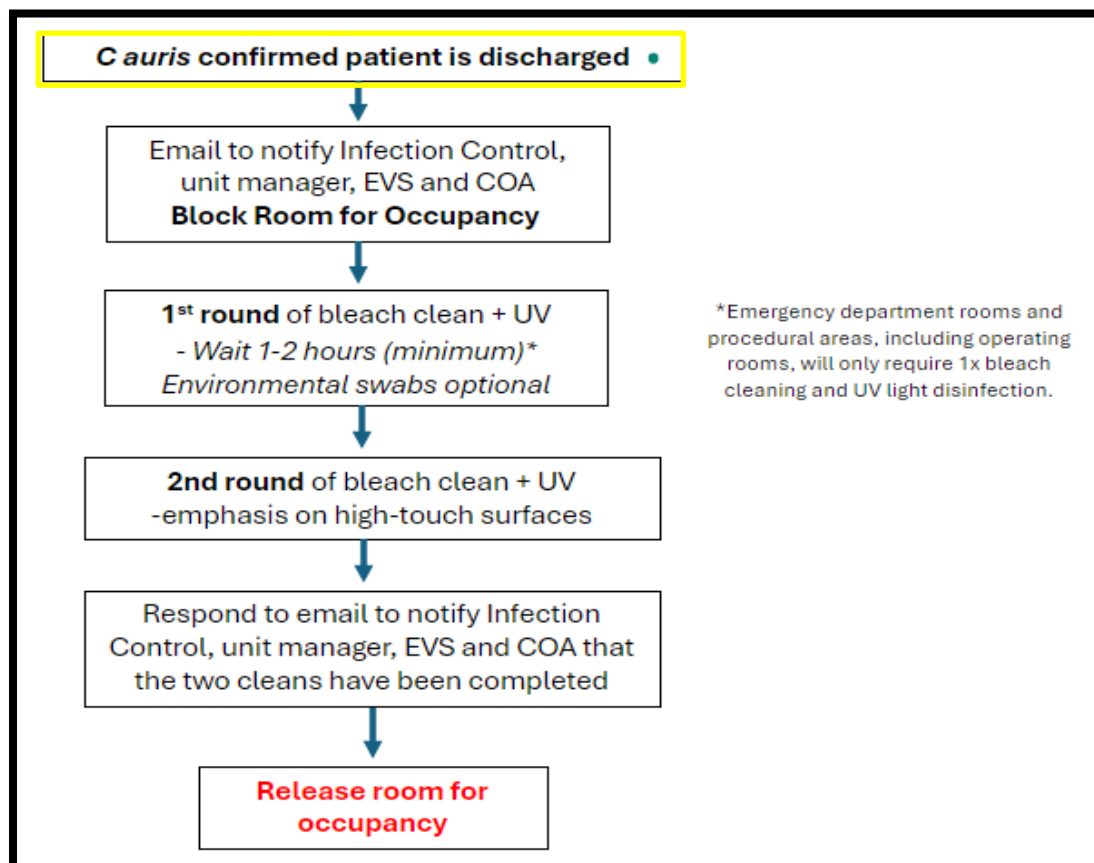 C auris confirmed patient is discharged
Email to notify Infection Control,
unit manager, EVS and COA
Block Room for Occupancy
1st round of bleach clean + UV
- Wait 1-2 hours (minimum)*
Environmental swabs optional
*Emergency department rooms and
procedural areas, including operating
rooms, will only require 1x bleach
cleaning and UV light disinfection.
2nd round of bleach clean + UV
-emphasis on high-touch surfaces
Respond to email to notify Infection
Control, unit manager, EVS and COA that
the two cleans have been completed
Release room for
occupancy